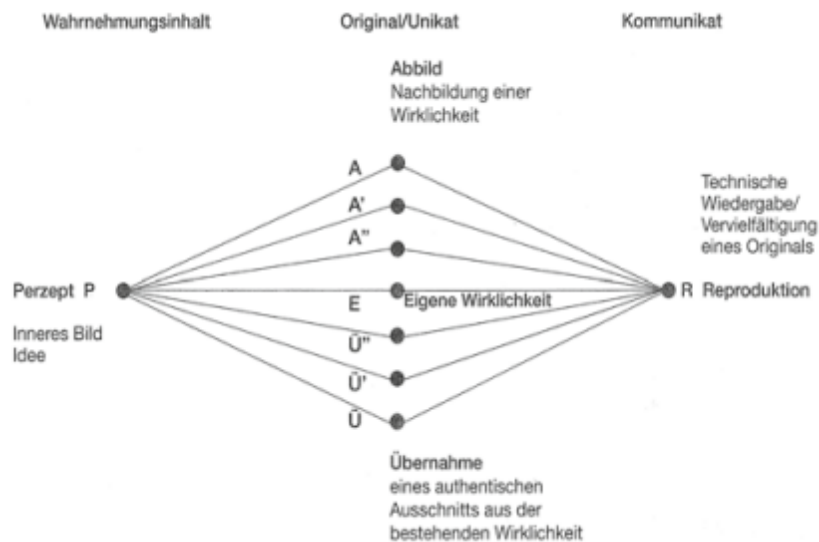 Wahrnehmungsinhalt
Original/Unikat
Kommunikat
Abbild
Nachbildung einer
Wirklichkeit
A
A'
A"
Technische
Wiedergabe/
Vervielfältigung
eines Originals
Perzept P
E
Eigene Wirklichkeit
R Reproduktion
Inneres Bild
Idee
Ü"
Ü'
Ü
Übernahme
eines authentischen
Ausschnitts aus der
bestehenden Wirklichkeit